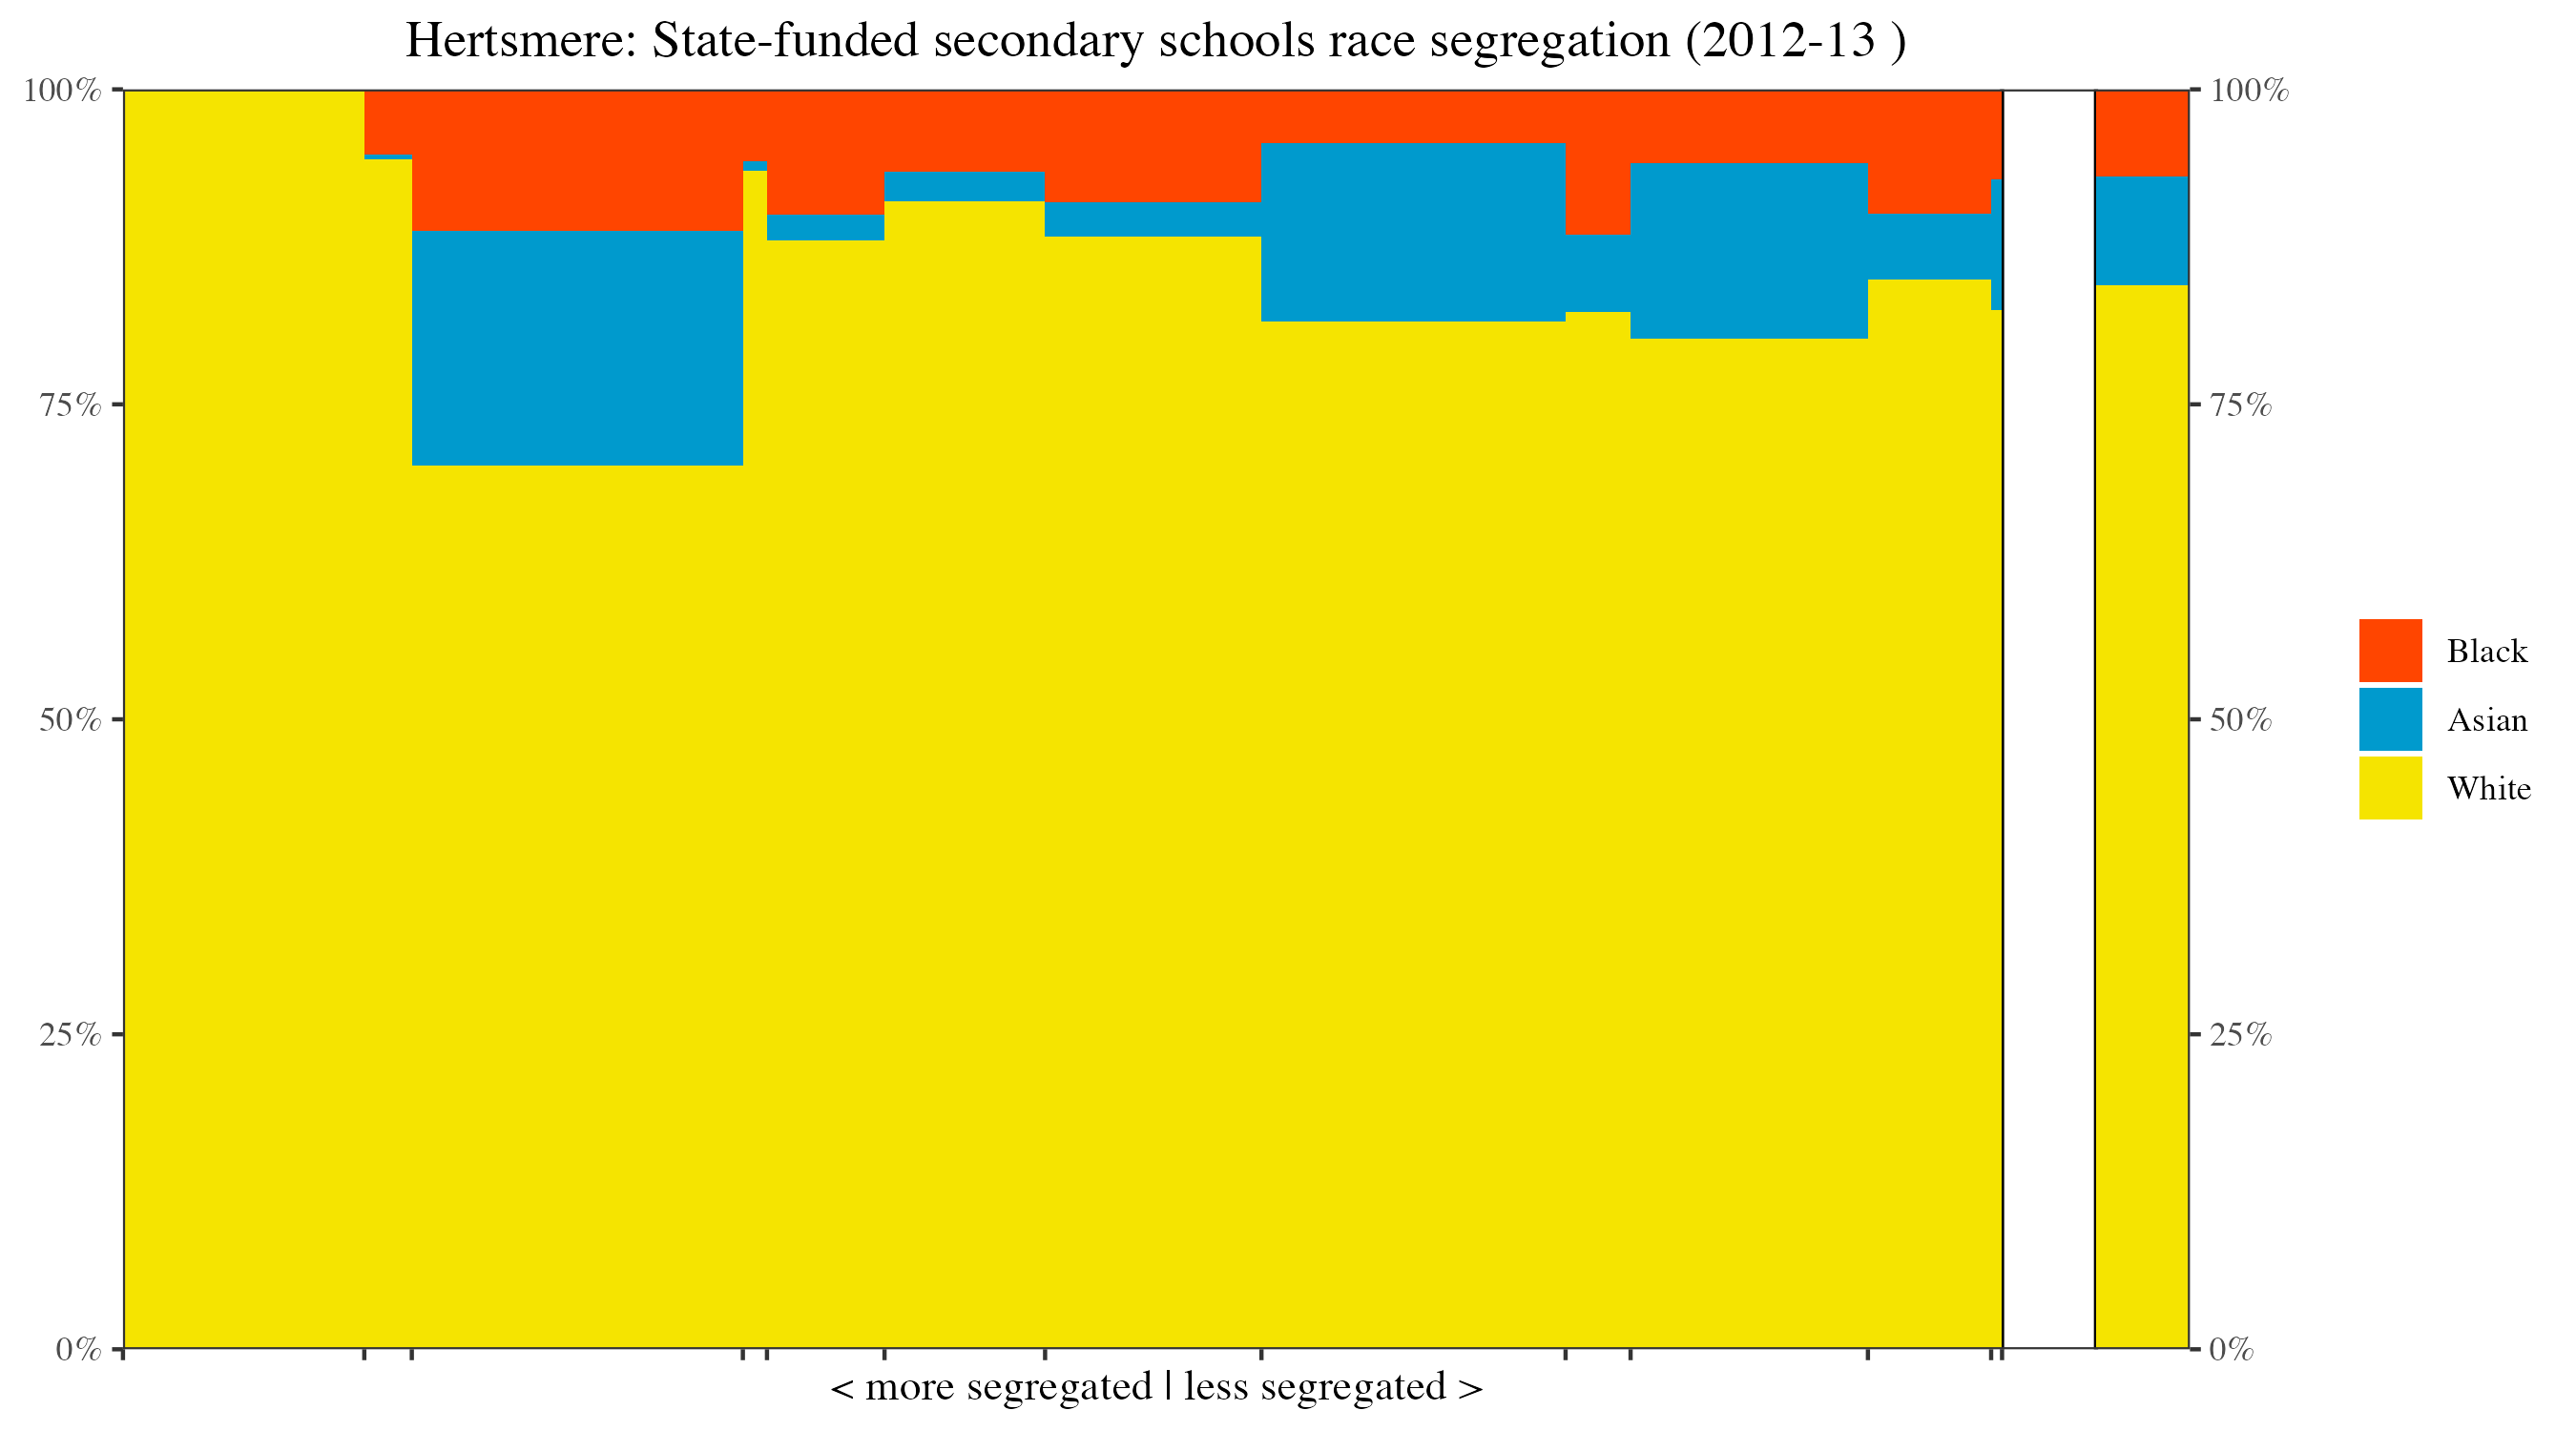 Hertsmere: State-funded secondary schools race segregation (2012-13 )
100%
75%
50%
25%
0%
100%
75%
50%
25%
0%
Black
Asian
White
< more segregated | less segregated >